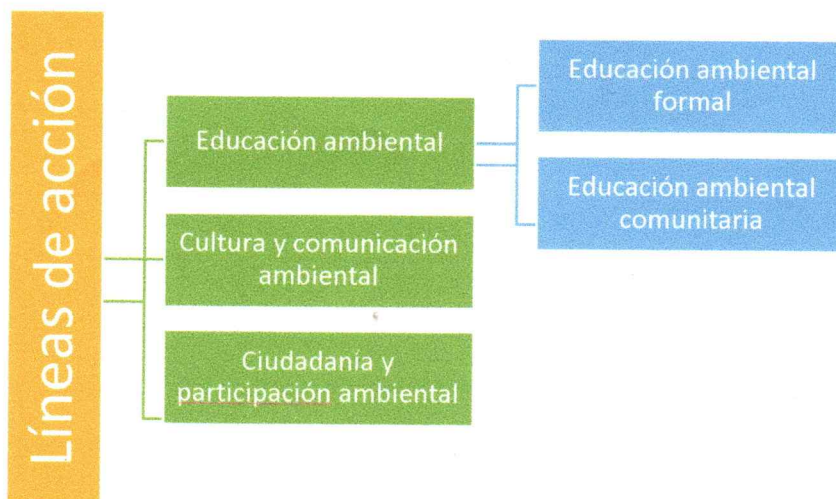 Líneas de acción
Educación ambiental
Cultura y comunicación
ambiental
Ciudadanía y
participación ambiental
Educación ambiental
formal
Educación ambiental
comunitaria